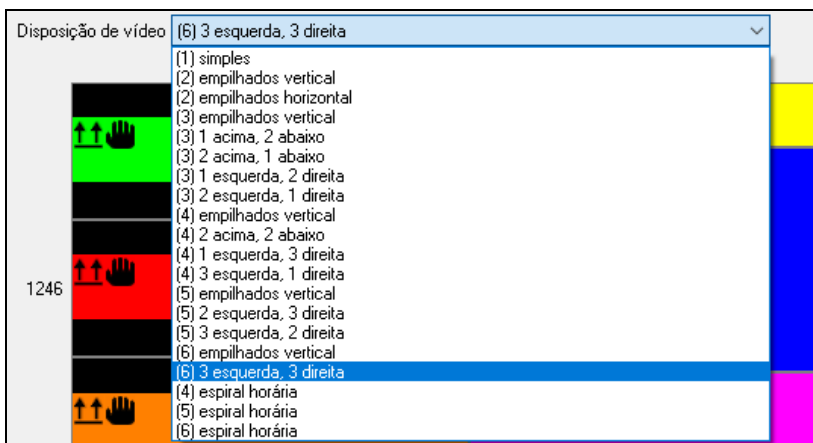 Disposição de vídeo (6) 3 esquerda, 3 direita
(1) simples
(2) empilhados vertical
(2) empilhados horizontal
(3) empilhados vertical
(3) 1 acima, 2 abaixo
(3) 2 acima, 1 abaixo
(3) 1 esquerda, 2 direita
(3) 2 esquerda, 1 direita
(4) empilhados vertical
(4) 2 acima, 2 abaixo
(4) 1 esquerda, 3 direita
(4) 3 esquerda, 1 direita
1246
(5) empilhados vertical
(5) 2 esquerda, 3 direita
(5) 3 esquerda, 2 direita
(6) empilhados vertical
(6) 3 esquerda, 3 direita
(4) espiral horária
(5) espiral horária
(6) espiral horária